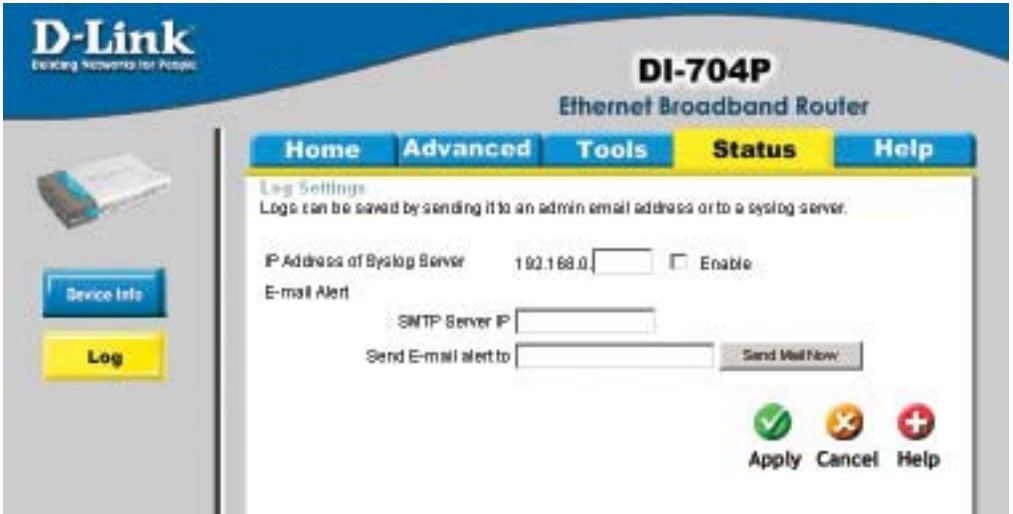 D-Link
Building Networks for People
DI-704P
Ethernet Broadband Router
Home Advanced Tools Status Help
Log Settings
Logs can be saved by sending it to an admin email address or to a syslog server.
IP Address of Syslog Server 192.168.0. Enable
Device Info
E-mail Alert
SMTP Server IP
Log
Send E-mail alert to Send Mail Now
Apply Cancel Help